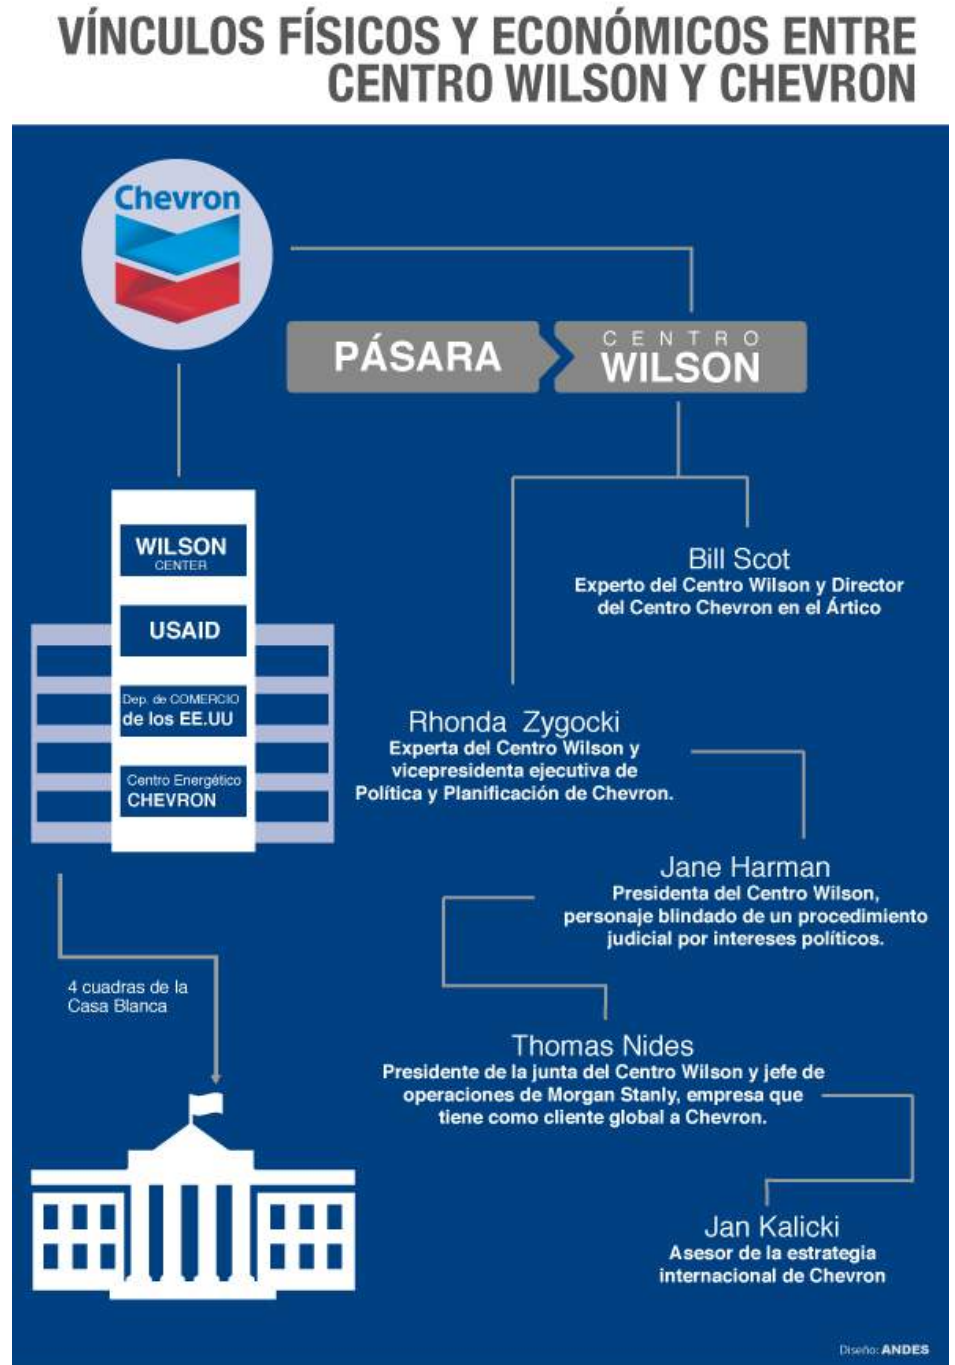 VÍNCULOS FÍSICOS Y ECONÓMICOS ENTRE
CENTRO WILSON Y CHEVRON
Chevron
PÁSARA
CENTRO
WILSON
WILSON
CENTER
USAID
Dep. de COMERCIO
de los EE.UU
Centro Energético
CHEVRON
4 cuadras de la
Casa Blanca
Bill Scot
Experto del Centro Wilson y Director
del Centro Chevron en el Ártico
Rhonda Zygocki
Experta del Centro Wilson y
vicepresidenta ejecutiva de
Política y Planificación de Chevron.
Jane Harman
Presidenta del Centro Wilson,
personaje blindado de un procedimiento
judicial por intereses políticos.
Thomas Nides
Presidente de la junta del Centro Wilson y jefe de
operaciones de Morgan Stanly, empresa que
tiene como cliente global a Chevron.
Jan Kalicki
Asesor de la estrategia
internacional de Chevron
Diseño: ANDES